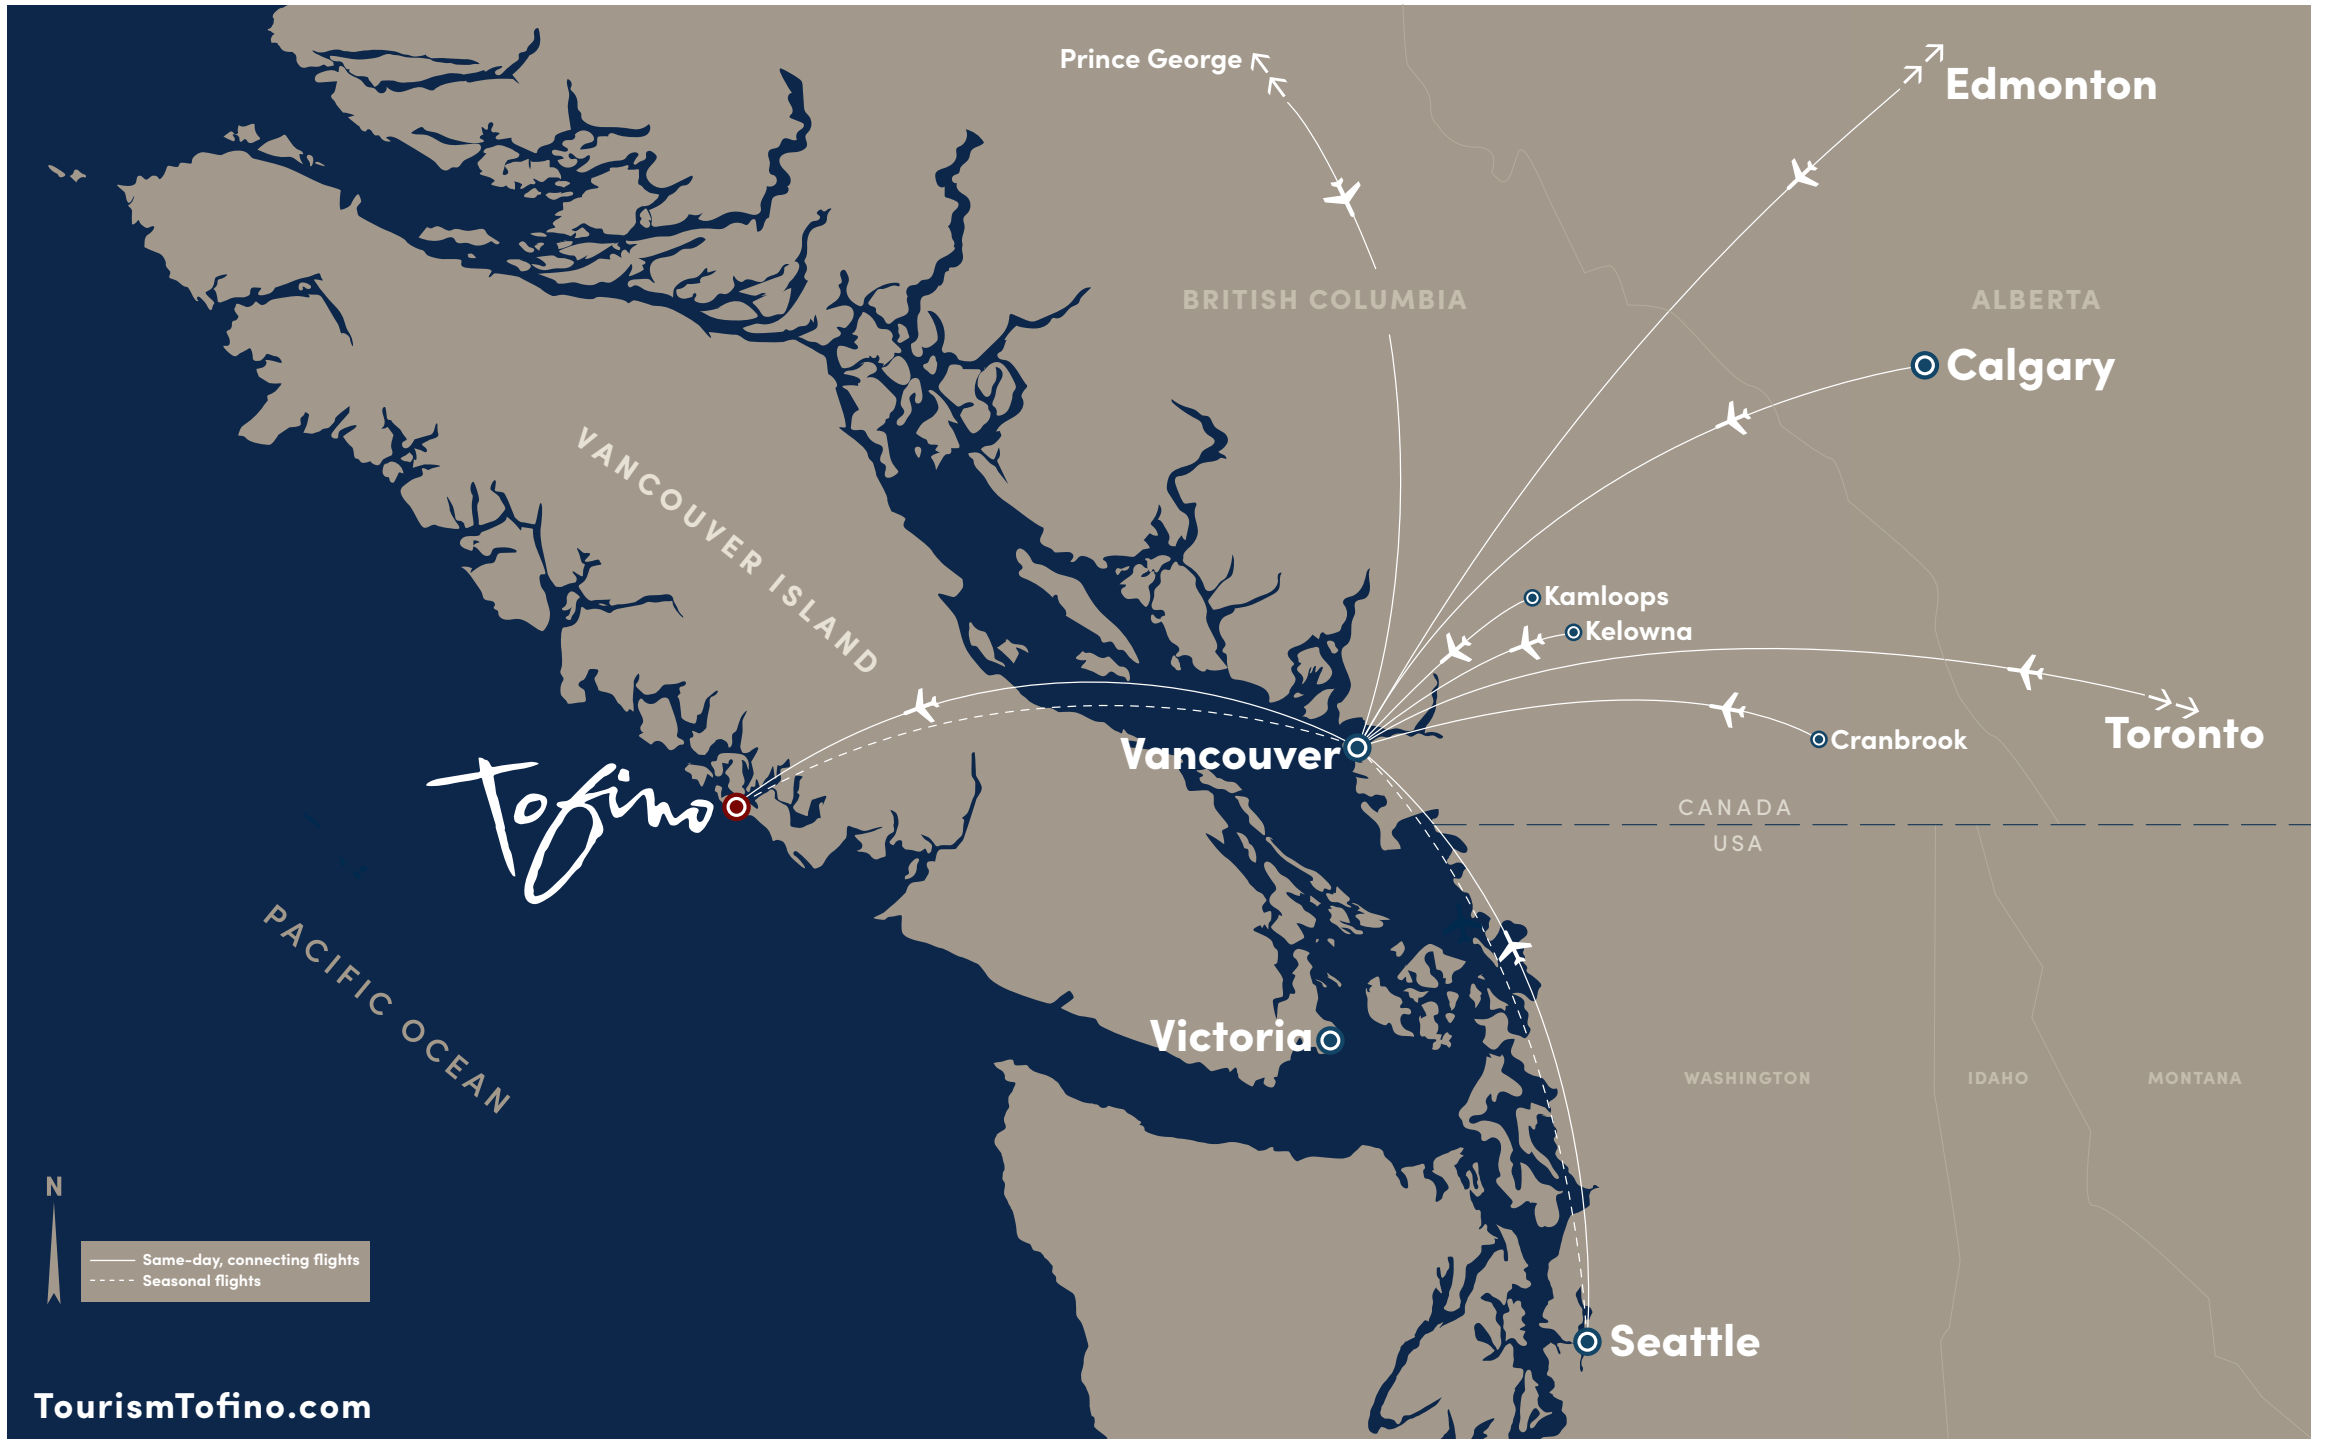 Prince George
Edmonton
BRITISH COLUMBIA
ALBERTA
Calgary
VANCOUVER ISLAND
Kamloops
Kelowna
Toronto
Cranbrook
Vancouver
Tofino
CANADA
USA
PACIFIC OCEAN
Victoria
WASHINGTON
IDAHO
MONTANA
N
Same-day, connecting flights
Seasonal flights
Seattle
TourismTofino.com